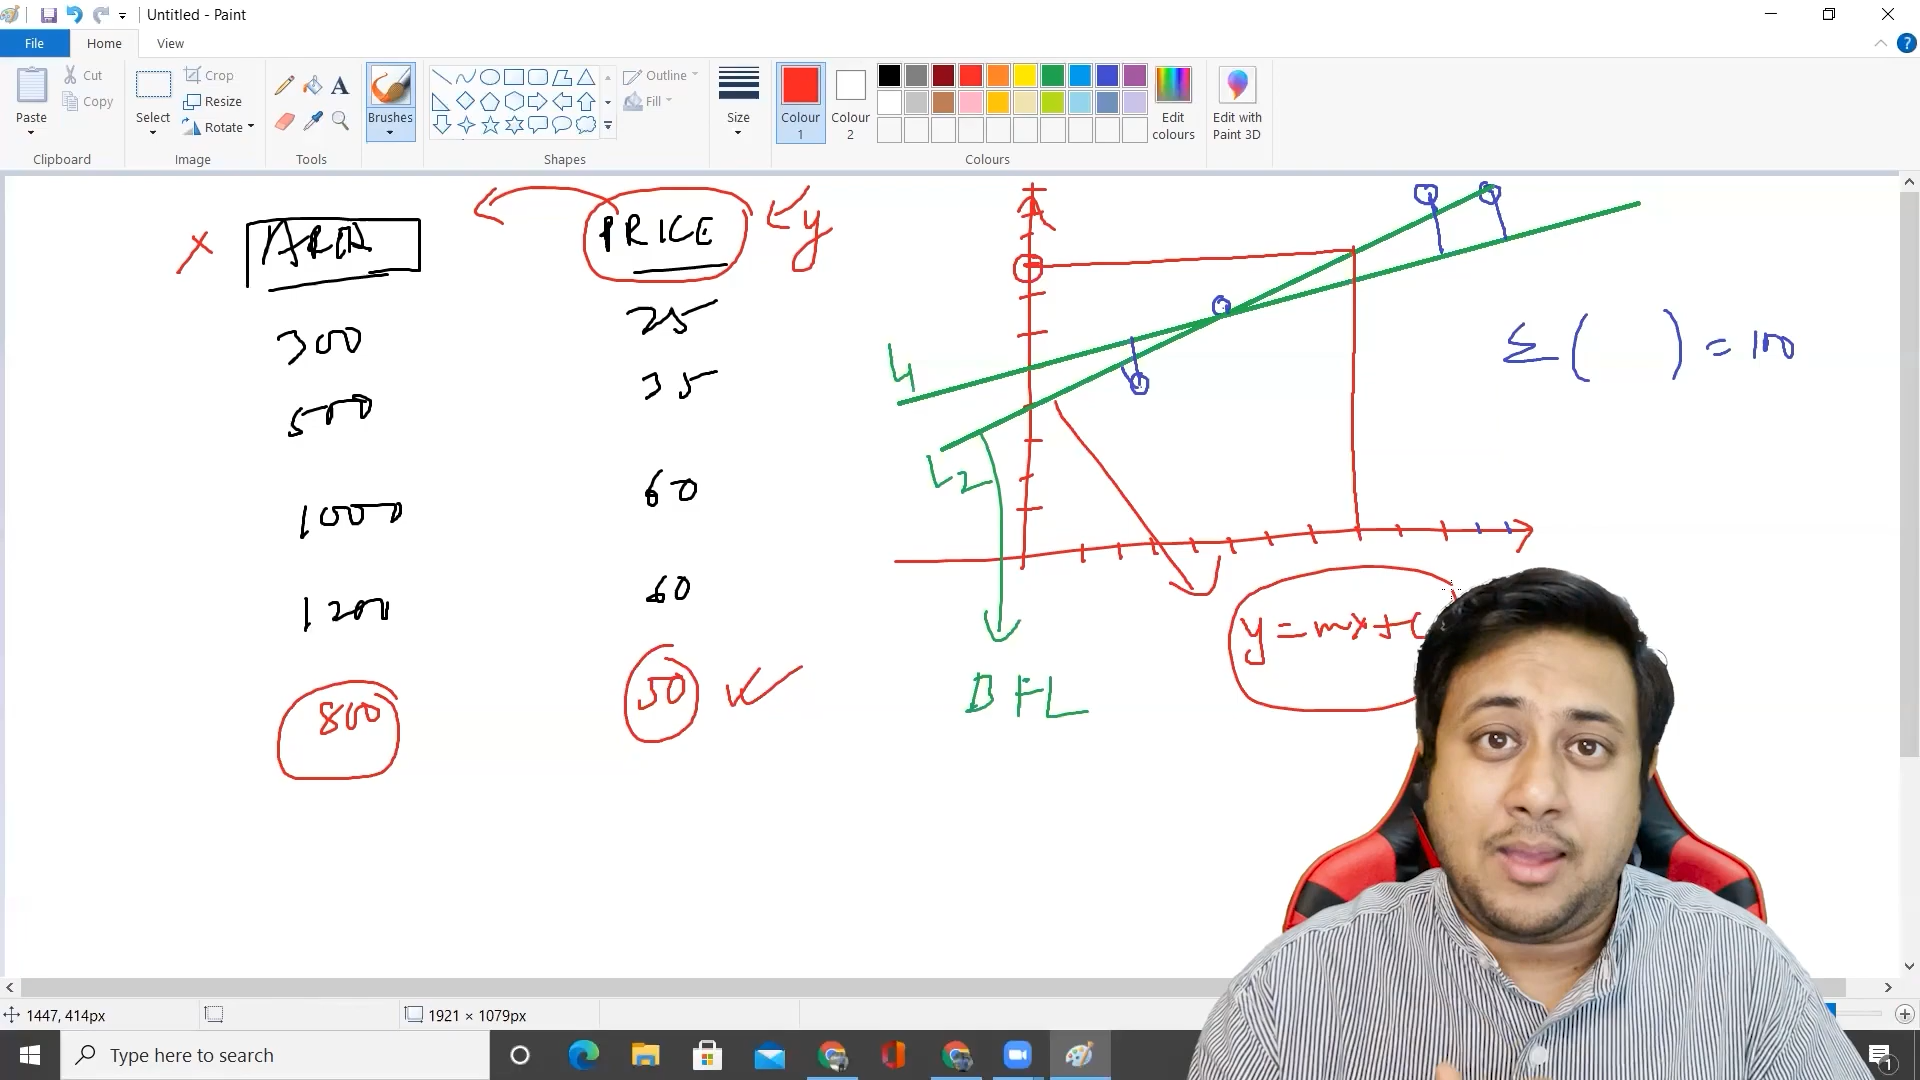 Untitled - Paint
File
Home
View
Paste
Cut
Copy
Clipboard
Select
Crop
Resize
Rotate
Image
Tools
Brushes
Shapes
Outline
Fill
Size
Colour 1
Colour 2
Edit colours
Edit with Paint 3D
Colours
x AREA PRICE y
300 25
500 35
1000 60
1200 60
800 50
L1
L2
BFL
Σ ( ) = 100
y = mx + c
1447, 414px
1921 × 1079px
Type here to search
1